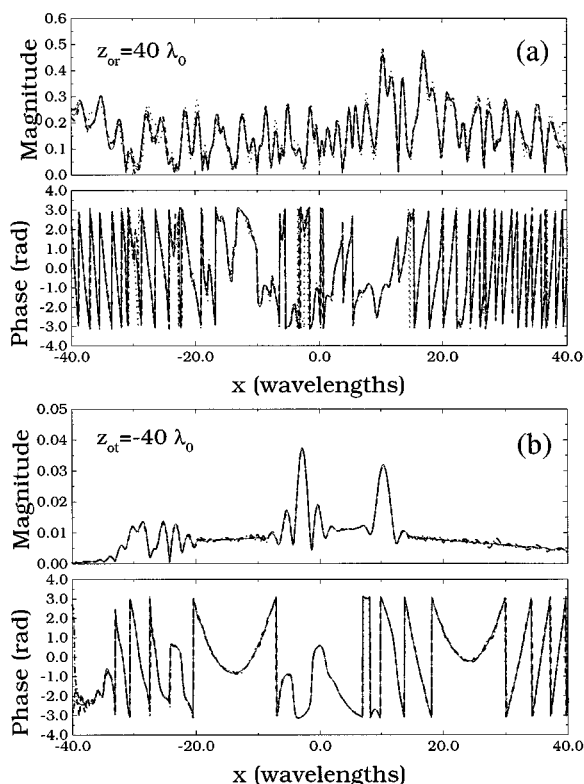 z_or=40 λ_0
(a)
Magnitude
0.6
0.5
0.4
0.3
0.2
0.1
0.0
Phase (rad)
4.0
3.0
2.0
1.0
0.0
-1.0
-2.0
-3.0
-4.0
-40.0 -20.0 0.0 20.0 40.0
x (wavelengths)
z_ot=-40 λ_0
(b)
Magnitude
0.05
0.04
0.03
0.02
0.01
0.00
Phase (rad)
4.0
3.0
2.0
1.0
0.0
-1.0
-2.0
-3.0
-4.0
-40.0 -20.0 0.0 20.0 40.0
x (wavelengths)